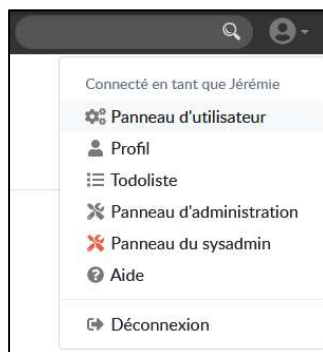 Connecté en tant que Jérémie
Panneau d'utilisateur
Profil
Todoliste
Panneau d'administration
Panneau du sysadmin
Aide
Déconnexion